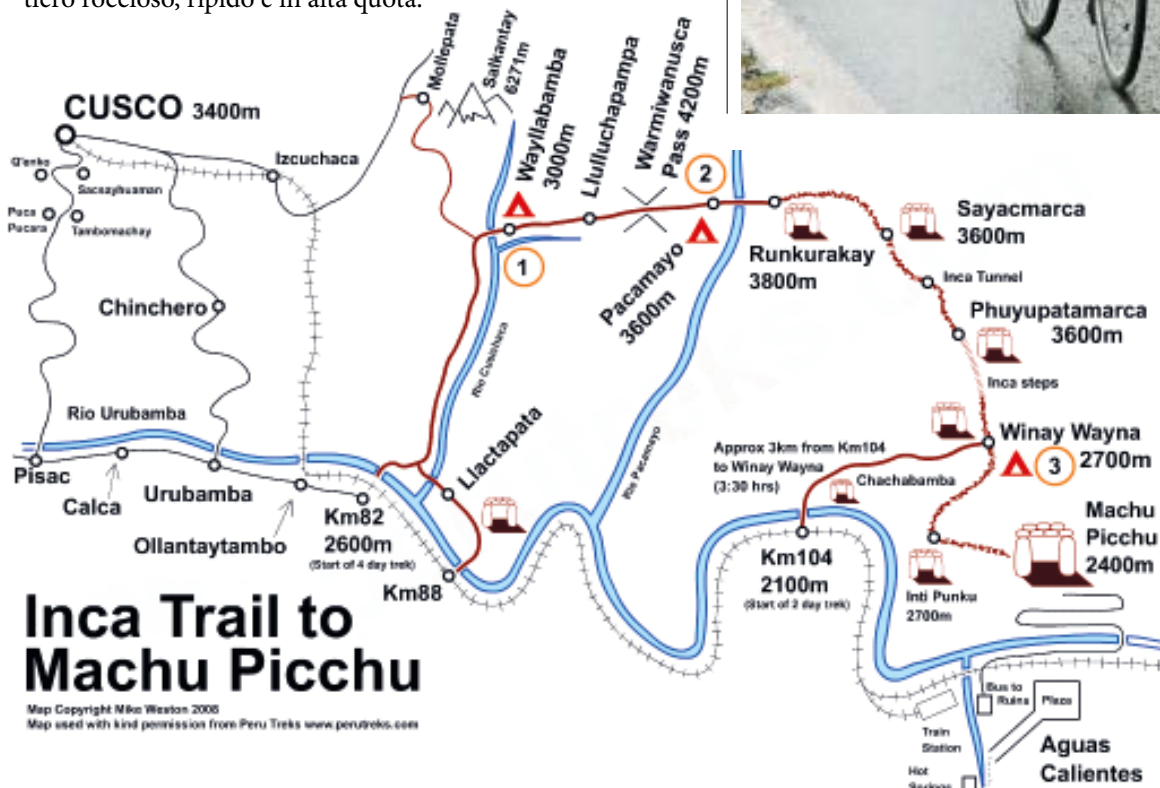 tiero roccioso, ripido e in alta quota.
CUSCO 3400m
Q'enko
Sacsayhuaman
Puca
Pucara
Tambomachay
Izcuchaca
Mollepata
Salkantay
6271m
Wayllabamba
3000m
Llulluchapampa
Warmiwanusca
Pass 4200m
1
2
Pacamayo
3600m
Runkurakay
3800m
Sayacmarca
3600m
Inca Tunnel
Phuyupatamarca
3600m
Inca steps
Chinchero
Rio Cusichaca
Rio Pacamayo
Rio Urubamba
Pisac
Calca
Urubamba
Ollantaytambo
Km82
2600m
(Start of 4 day trek)
Llactapata
Km88
Approx 3km from Km104
to Winay Wayna
(3:30 hrs)
Chachabamba
Winay Wayna
2700m
3
Km104
2100m
(Start of 2 day trek)
Machu
Picchu
2400m
Inti Punku
2700m
Inca Trail to
Machu Picchu
Map Copyright Mike Weston 2008
Map used with kind permission from Peru Treks www.perutreks.com
Bus to
Ruins
Plaza
Train
Station
Aguas
Calientes
Hot
Springs